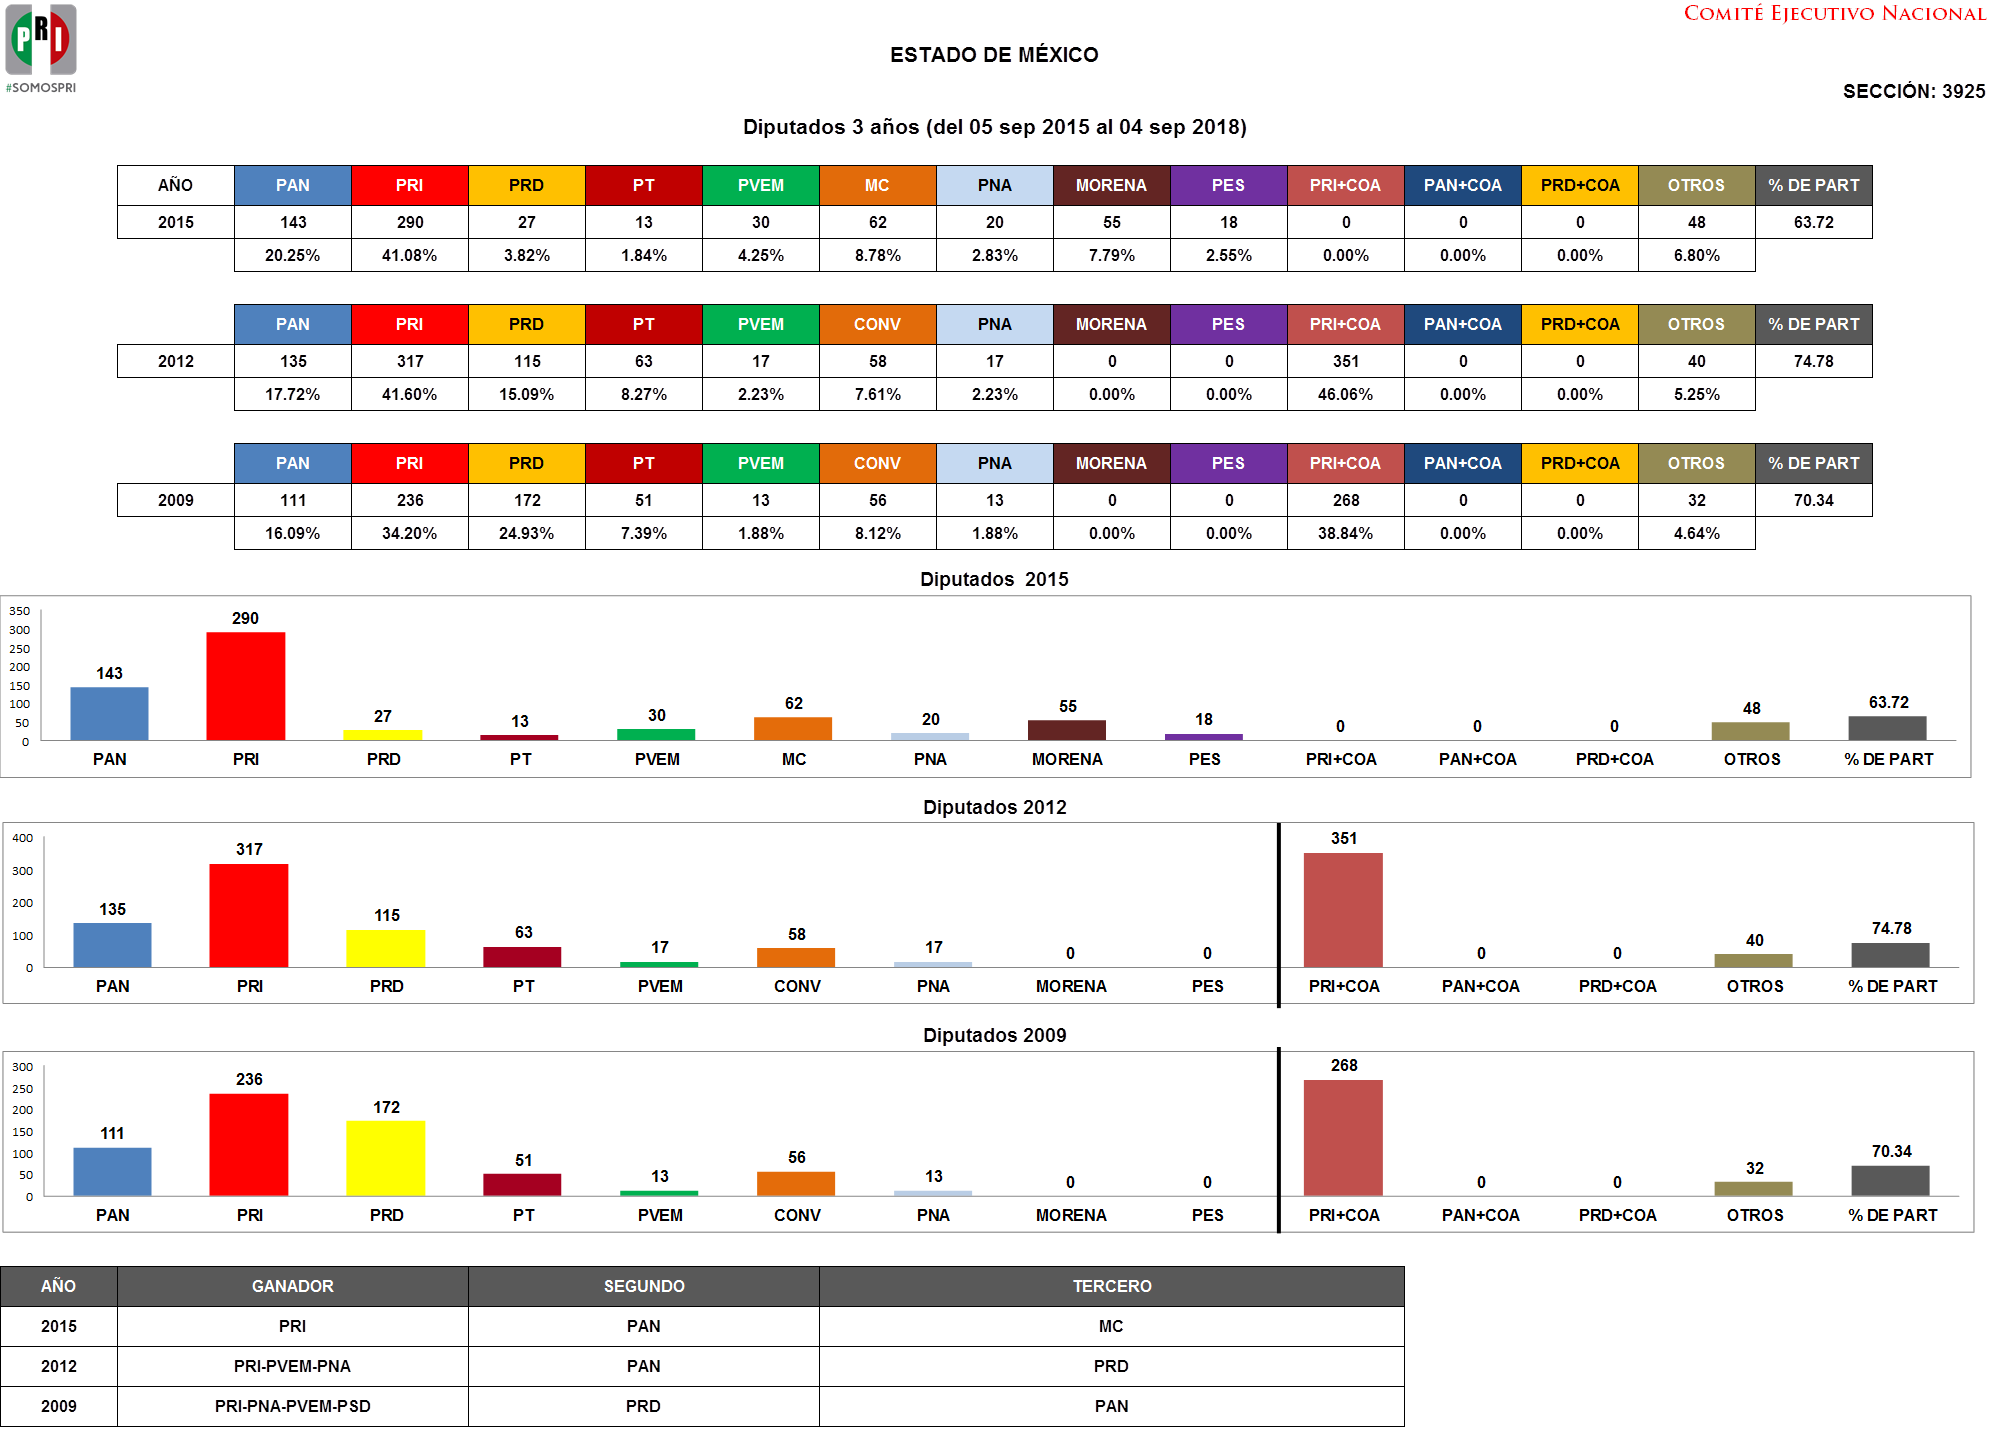 PRI
#SOMOSPRI
COMITÉ EJECUTIVO NACIONAL
ESTADO DE MÉXICO
SECCIÓN: 3925
Diputados 3 años (del 05 sep 2015 al 04 sep 2018)
AÑO PAN PRI PRD PT PVEM MC PNA MORENA PES PRI+COA PAN+COA PRD+COA OTROS % DE PART
2015 143 290 27 13 30 62 20 55 18 0 0 0 48 63.72
20.25% 41.08% 3.82% 1.84% 4.25% 8.78% 2.83% 7.79% 2.55% 0.00% 0.00% 0.00% 6.80%
PAN PRI PRD PT PVEM CONV PNA MORENA PES PRI+COA PAN+COA PRD+COA OTROS % DE PART
2012 135 317 115 63 17 58 17 0 0 351 0 0 40 74.78
17.72% 41.60% 15.09% 8.27% 2.23% 7.61% 2.23% 0.00% 0.00% 46.06% 0.00% 0.00% 5.25%
PAN PRI PRD PT PVEM CONV PNA MORENA PES PRI+COA PAN+COA PRD+COA OTROS % DE PART
2009 111 236 172 51 13 56 13 0 0 268 0 0 32 70.34
16.09% 34.20% 24.93% 7.39% 1.88% 8.12% 1.88% 0.00% 0.00% 38.84% 0.00% 0.00% 4.64%
Diputados 2015
350
300
250
200
150
100
50
0
143 290 27 13 30 62 20 55 18 0 0 0 48 63.72
PAN PRI PRD PT PVEM MC PNA MORENA PES PRI+COA PAN+COA PRD+COA OTROS % DE PART
Diputados 2012
400
300
200
100
0
135 317 115 63 17 58 17 0 0 351 0 0 40 74.78
PAN PRI PRD PT PVEM CONV PNA MORENA PES PRI+COA PAN+COA PRD+COA OTROS % DE PART
Diputados 2009
300
250
200
150
100
50
0
111 236 172 51 13 56 13 0 0 268 0 0 32 70.34
PAN PRI PRD PT PVEM CONV PNA MORENA PES PRI+COA PAN+COA PRD+COA OTROS % DE PART
AÑO GANADOR SEGUNDO TERCERO
2015 PRI PAN MC
2012 PRI-PVEM-PNA PAN PRD
2009 PRI-PNA-PVEM-PSD PRD PAN